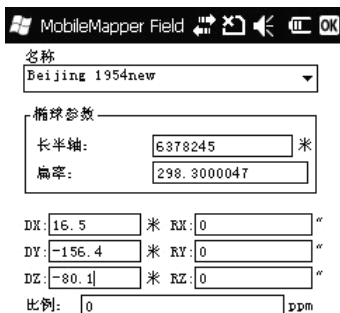 MobileMapper Field OK
名称
Beijing 1954new
椭球参数
长半轴: 6378245 米
扁率: 298.3000047
DX: 16.5 米 RX: 0 ″
DY: -156.4 米 RY: 0 ″
DZ: -80.1 米 RZ: 0 ″
比例: 0 ppm